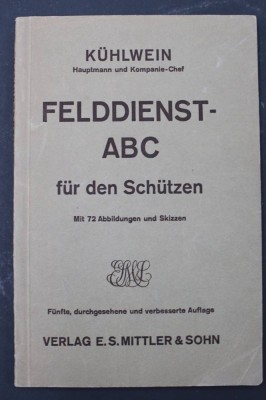 KÜHLWEIN
Hauptmann und Kompanie-Chef
FELDDIENST-
ABC
für den Schützen
Mit 72 Abbildungen und Skizzen
Fünfte, durchgesehene und verbesserte Auflage
VERLAG E. S. MITTLER & SOHN